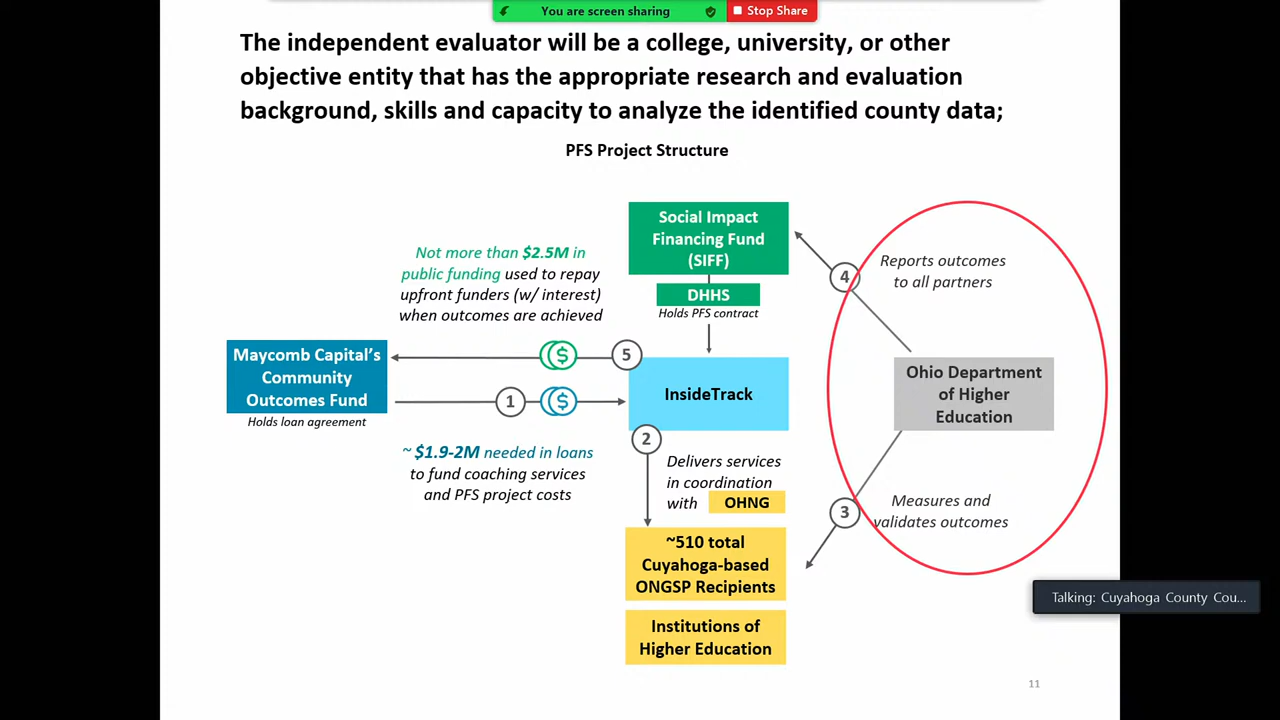 You are screen sharing
Stop Share
The independent evaluator will be a college, university, or other
objective entity that has the appropriate research and evaluation
background, skills and capacity to analyze the identified county data;
PFS Project Structure
Social Impact
Financing Fund
(SIFF)
DHHS
Holds PFS contract
Not more than $2.5M in
public funding used to repay
upfront funders (w/ interest)
when outcomes are achieved
4
Reports outcomes
to all partners
Maycomb Capital's
Community
Outcomes Fund
Holds loan agreement
$
5
1
$
InsideTrack
Ohio Department
of Higher
Education
~ $1.9-2M needed in loans
to fund coaching services
and PFS project costs
2
Delivers services
in coordination
with OHNG
3
Measures and
validates outcomes
~510 total
Cuyahoga-based
ONGSP Recipients
Institutions of
Higher Education
Talking: Cuyahoga County Cou...
11